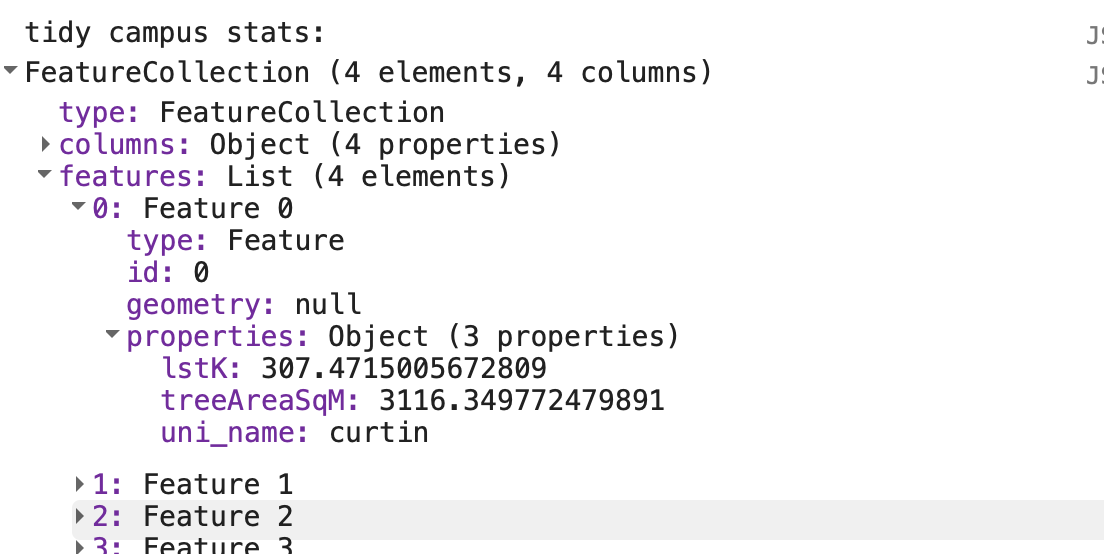 tidy campus stats:
FeatureCollection (4 elements, 4 columns)
type: FeatureCollection
columns: Object (4 properties)
features: List (4 elements)
0: Feature 0
type: Feature
id: 0
geometry: null
properties: Object (3 properties)
lstK: 307.4715005672809
treeAreaSqM: 3116.349772479891
uni_name: curtin
1: Feature 1
2: Feature 2
3: Feature 3